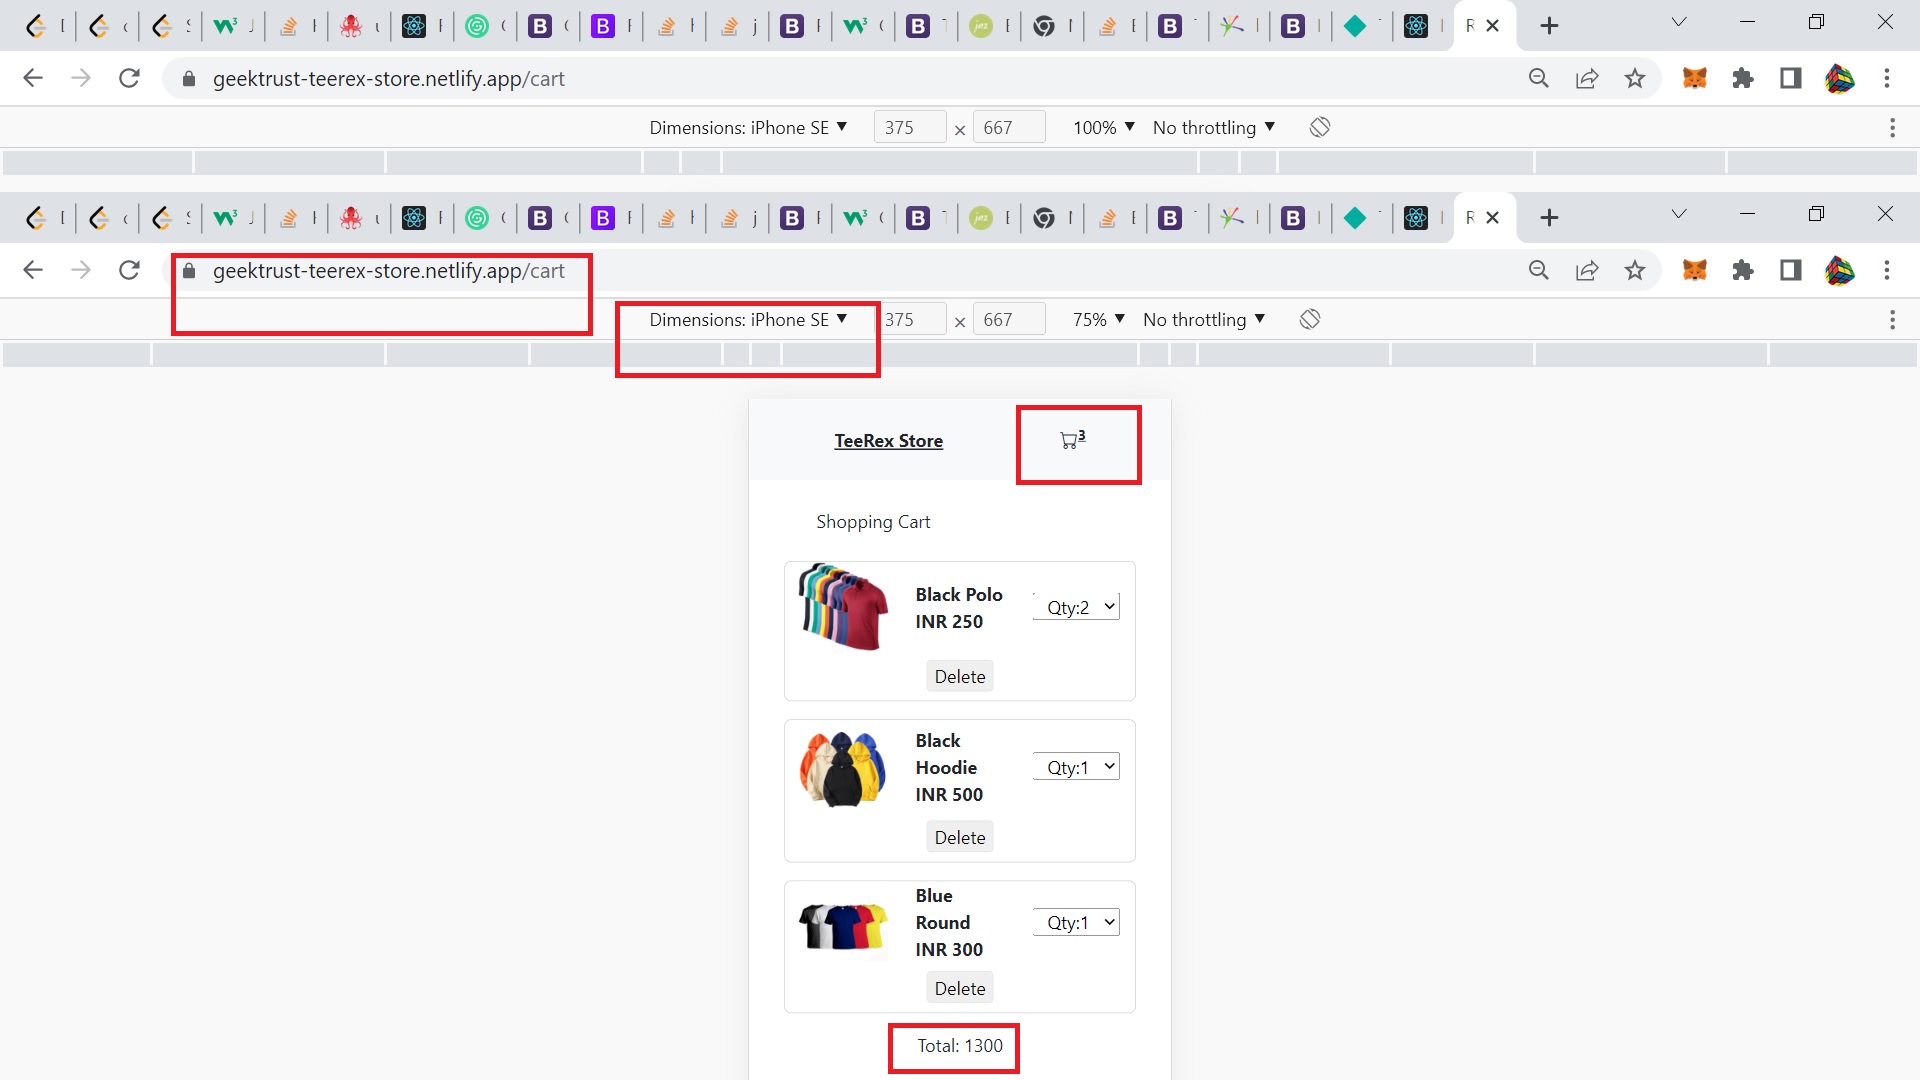 geektrust-teerex-store.netlify.app/cart
Dimensions: iPhone SE ▼ 375 × 667 100% ▼ No throttling ▼
geektrust-teerex-store.netlify.app/cart
Dimensions: iPhone SE ▼ 375 × 667 75% ▼ No throttling ▼
TeeRex Store 3
Shopping Cart
Black Polo
INR 250
Qty:2
Delete
Black
Hoodie
INR 500
Qty:1
Delete
Blue
Round
INR 300
Qty:1
Delete
Total: 1300